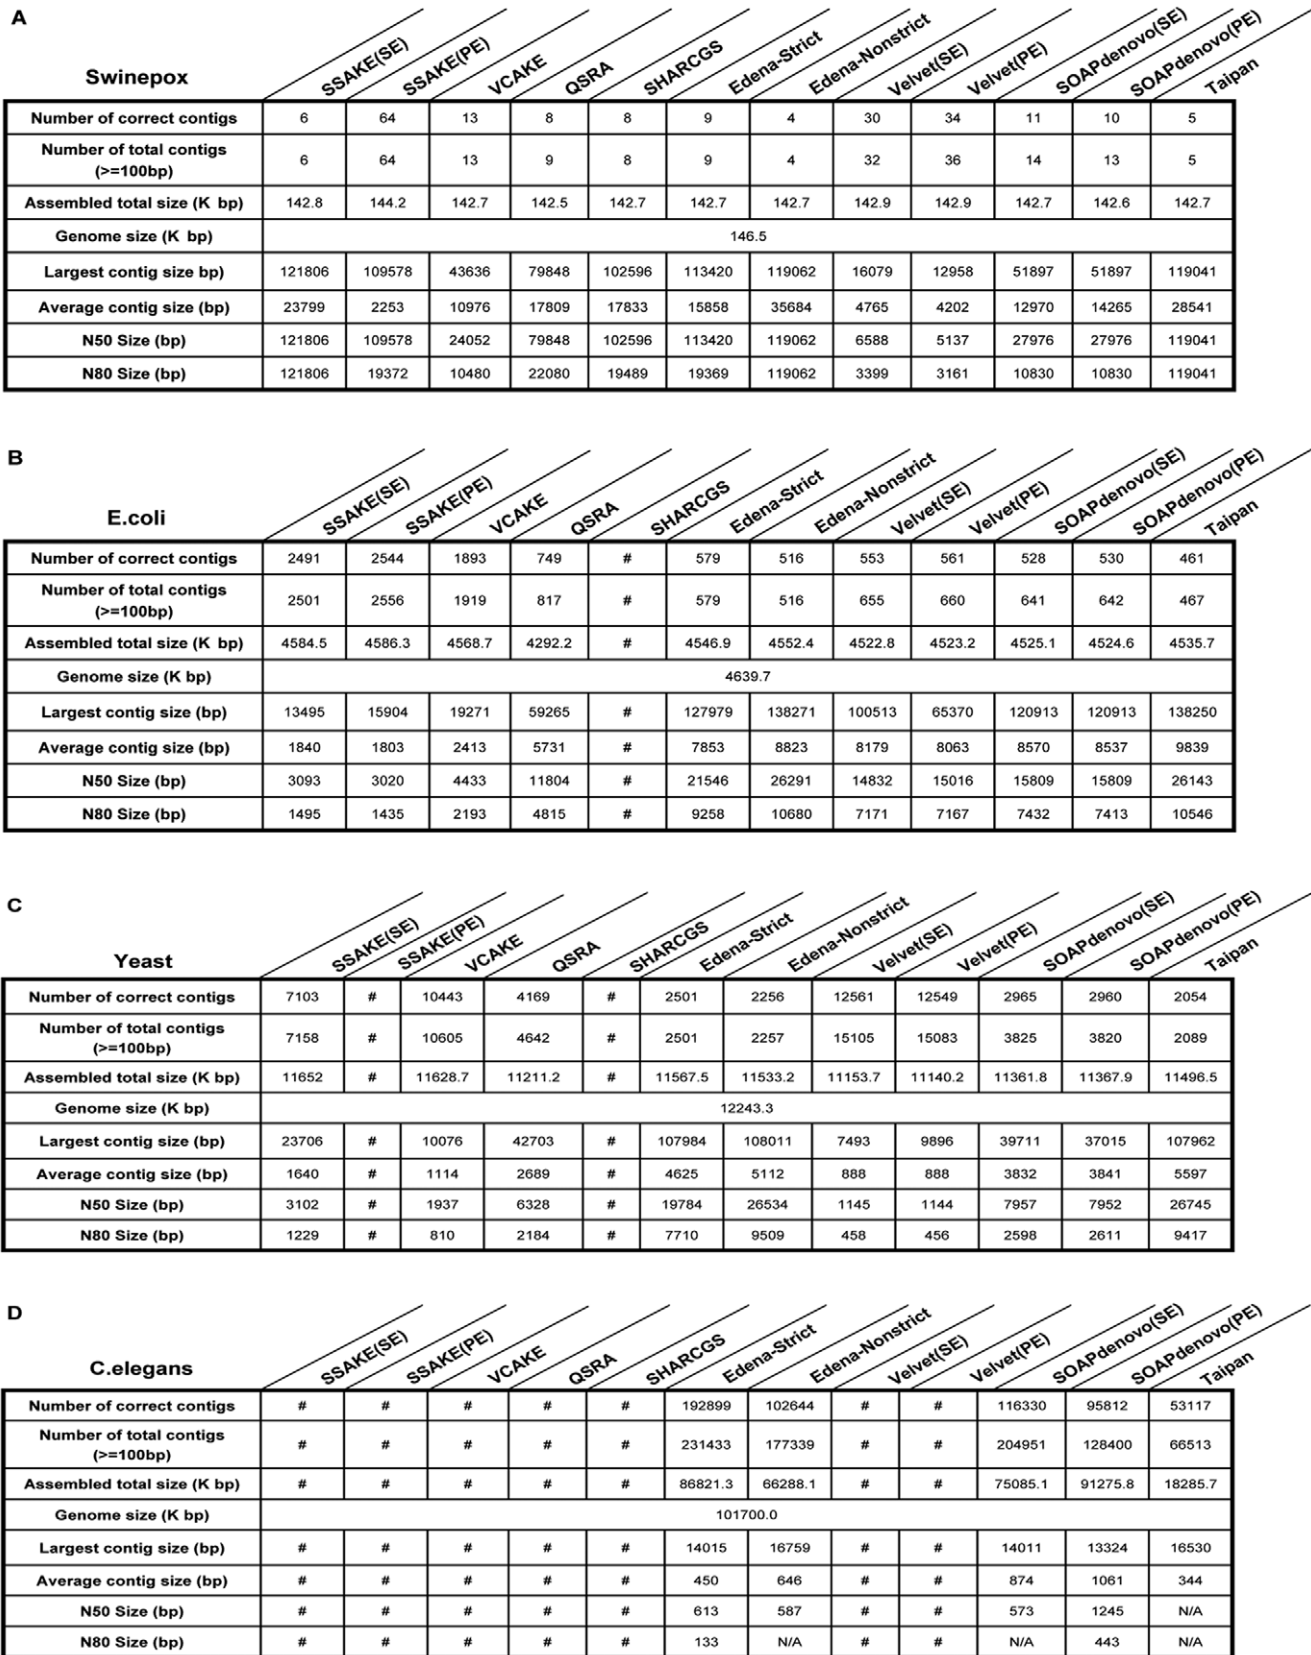 A
Swinepox SSAKE(SE) SSAKE(PE) VCAKE QSRA SHARCGS Edena-Strict Edena-Nonstrict Velvet(SE) Velvet(PE) SOAPdenovo(SE) SOAPdenovo(PE) Taipan
Number of correct contigs 6 64 13 8 8 9 4 30 34 11 10 5
Number of total contigs
(>=100bp) 6 64 13 9 8 9 4 32 36 14 13 5
Assembled total size (K bp) 142.8 144.2 142.7 142.5 142.7 142.7 142.7 142.9 142.9 142.7 142.6 142.7
Genome size (K bp) 146.5
Largest contig size bp) 121806 109578 43636 79848 102596 113420 119062 16079 12958 51897 51897 119041
Average contig size (bp) 23799 2253 10976 17809 17833 15858 35684 4765 4202 12970 14265 28541
N50 Size (bp) 121806 109578 24052 79848 102596 113420 119062 6588 5137 27976 27976 119041
N80 Size (bp) 121806 19372 10480 22080 19489 19369 119062 3399 3161 10830 10830 119041
B
E.coli SSAKE(SE) SSAKE(PE) VCAKE QSRA SHARCGS Edena-Strict Edena-Nonstrict Velvet(SE) Velvet(PE) SOAPdenovo(SE) SOAPdenovo(PE) Taipan
Number of correct contigs 2491 2544 1893 749 # 579 516 553 561 528 530 461
Number of total contigs
(>=100bp) 2501 2556 1919 817 # 579 516 655 660 641 642 467
Assembled total size (K bp) 4584.5 4586.3 4568.7 4292.2 # 4546.9 4552.4 4522.8 4523.2 4525.1 4524.6 4535.7
Genome size (K bp) 4639.7
Largest contig size (bp) 13495 15904 19271 59265 # 127979 138271 100513 65370 120913 120913 138250
Average contig size (bp) 1840 1803 2413 5731 # 7853 8823 8179 8063 8570 8537 9839
N50 Size (bp) 3093 3020 4433 11804 # 21546 26291 14832 15016 15809 15809 26143
N80 Size (bp) 1495 1435 2193 4815 # 9258 10680 7171 7167 7432 7413 10546
C
Yeast SSAKE(SE) SSAKE(PE) VCAKE QSRA SHARCGS Edena-Strict Edena-Nonstrict Velvet(SE) Velvet(PE) SOAPdenovo(SE) SOAPdenovo(PE) Taipan
Number of correct contigs 7103 # 10443 4169 # 2501 2256 12561 12549 2965 2960 2054
Number of total contigs
(>=100bp) 7158 # 10605 4642 # 2501 2257 15105 15083 3825 3820 2089
Assembled total size (K bp) 11652 # 11628.7 11211.2 # 11567.5 11533.2 11153.7 11140.2 11361.8 11367.9 11496.5
Genome size (K bp) 12243.3
Largest contig size (bp) 23706 # 10076 42703 # 107984 108011 7493 9896 39711 37015 107962
Average contig size (bp) 1640 # 1114 2689 # 4625 5112 888 888 3832 3841 5597
N50 Size (bp) 3102 # 1937 6328 # 19784 26534 1145 1144 7957 7952 26745
N80 Size (bp) 1229 # 810 2184 # 7710 9509 458 456 2598 2611 9417
D
C.elegans SSAKE(SE) SSAKE(PE) VCAKE QSRA SHARCGS Edena-Strict Edena-Nonstrict Velvet(SE) Velvet(PE) SOAPdenovo(SE) SOAPdenovo(PE) Taipan
Number of correct contigs # # # # # 192899 102644 # # 116330 95812 53117
Number of total contigs
(>=100bp) # # # # # 231433 177339 # # 204951 128400 66513
Assembled total size (K bp) # # # # # 86821.3 66288.1 # # 75085.1 91275.8 18285.7
Genome size (K bp) 101700.0
Largest contig size (bp) # # # # # 14015 16759 # # 14011 13324 16530
Average contig size (bp) # # # # # 450 646 # # 874 1061 344
N50 Size (bp) # # # # # 613 587 # # 573 1245 N/A
N80 Size (bp) # # # # # 133 N/A # # N/A 443 N/A